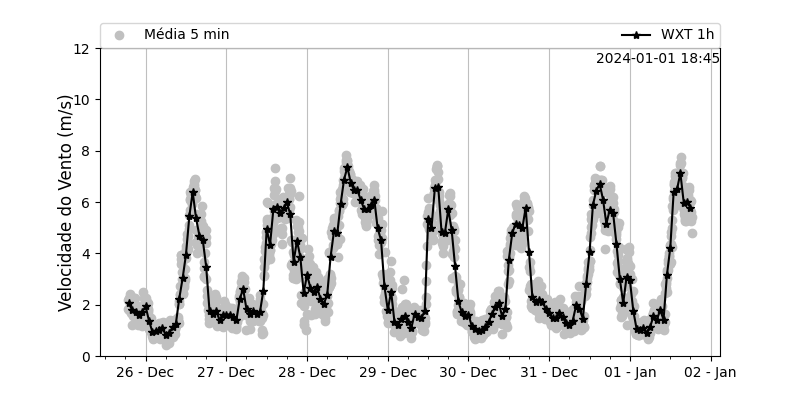 Média 5 min
WXT 1h
2024-01-01 18:45
Velocidade do Vento (m/s)
12
10
8
6
4
2
0
26 - Dec
27 - Dec
28 - Dec
29 - Dec
30 - Dec
31 - Dec
01 - Jan
02 - Jan